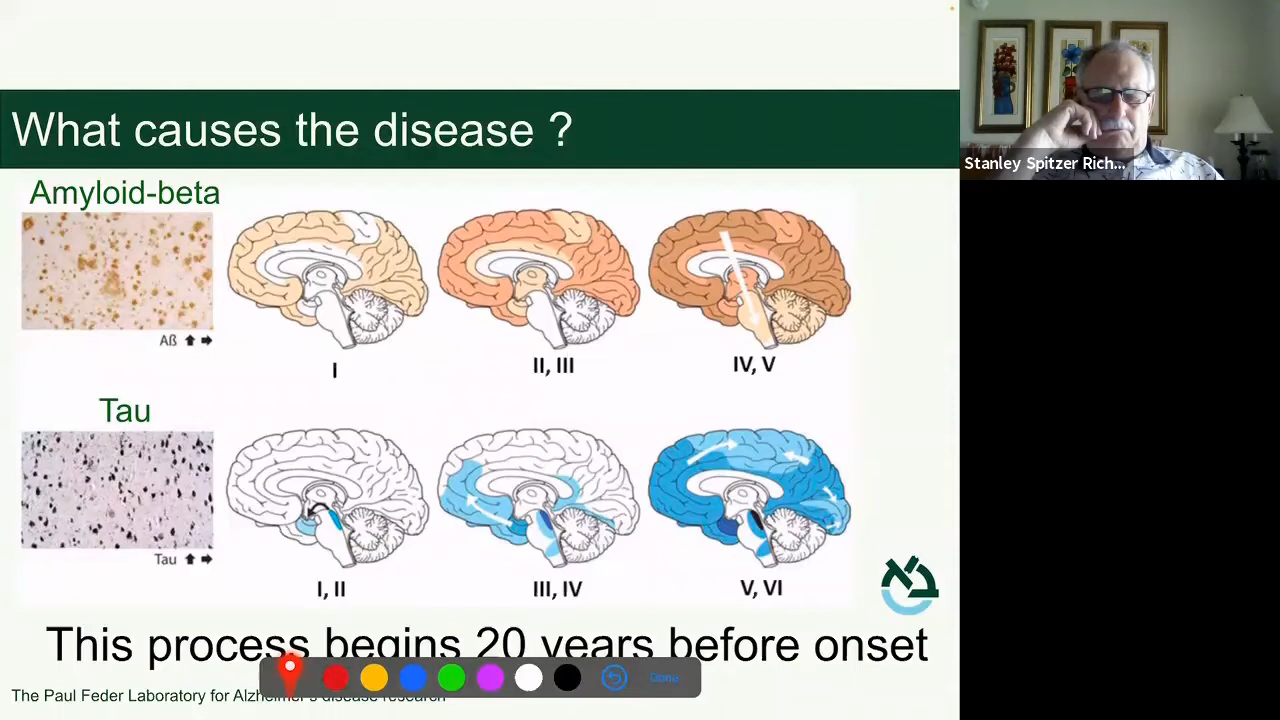 What causes the disease ?
Stanley Spitzer Rich...
Amyloid-beta
Aß
I
II, III
IV, V
Tau
Tau
I, II
III, IV
V, VI
בא
This process begins 20 years before onset
Done
The Paul Feder Laboratory for Alzheimer's disease research